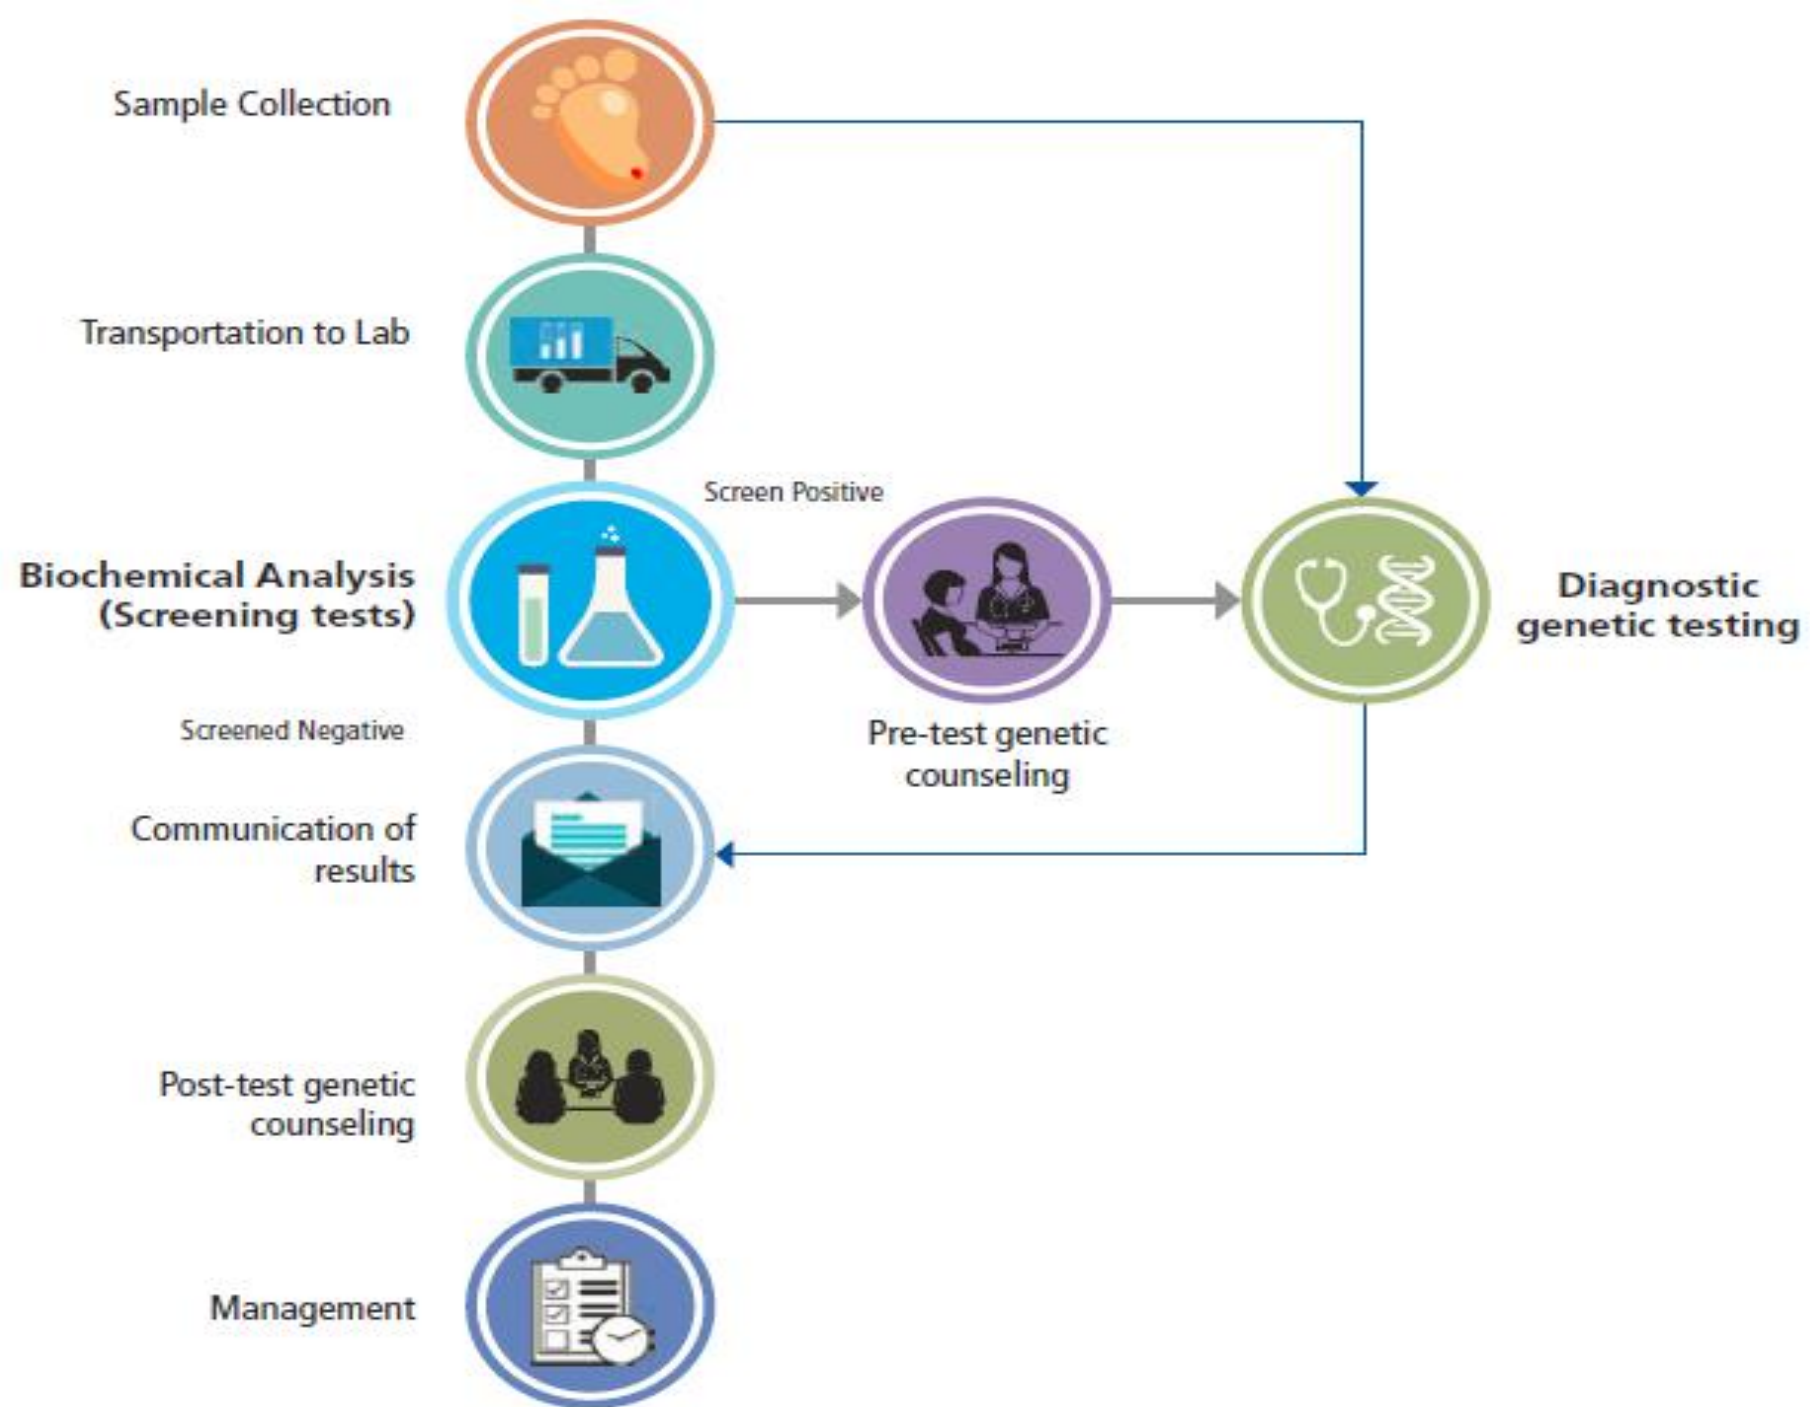 Sample Collection
Transportation to Lab
Screen Positive
Biochemical Analysis
(Screening tests)
Diagnostic
genetic testing
Screened Negative
Pre-test genetic
counseling
Communication of
results
Post-test genetic
counseling
Management